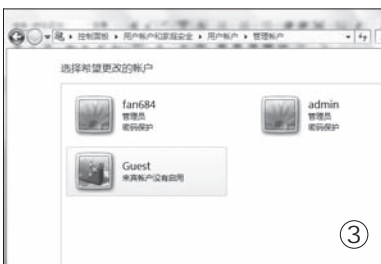 控制面板 ▸ 用户帐户和家庭安全 ▸ 用户帐户 ▸ 管理帐户
选择希望更改的帐户
fan684
管理员
密码保护
admin
管理员
密码保护
Guest
来宾帐户没有启用
③